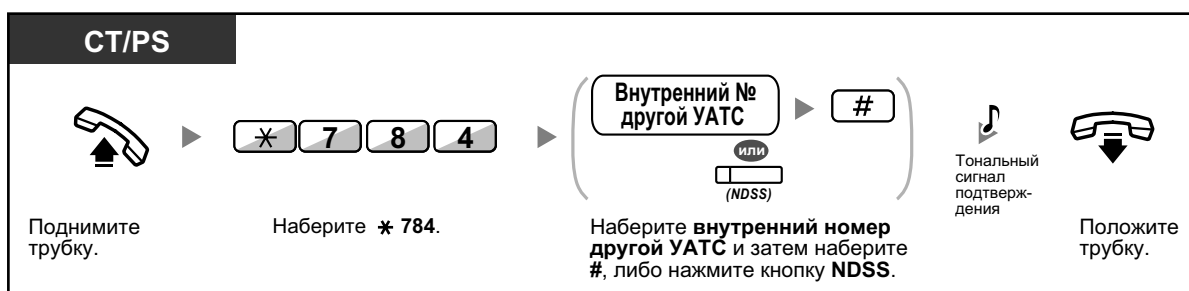 CT/PS
Внутренний №
другой УАТС
#
✳ 7 8 4
или
(NDSS)
Тональный
сигнал
подтверж-
дения
Поднимите
трубку.
Наберите ✳ 784.
Наберите внутренний номер
другой УАТС и затем наберите
#, либо нажмите кнопку NDSS.
Положите
трубку.